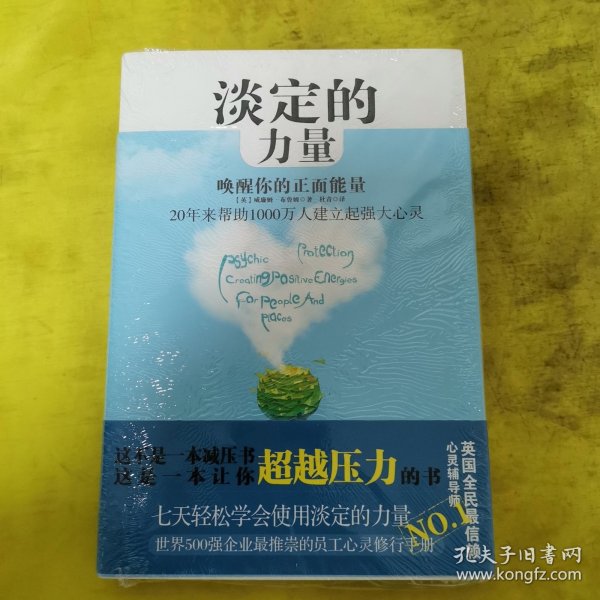 淡定的
力量
唤醒你的正面能量
[英] 威廉姆·布鲁姆◎著 杜青◎译
20年来帮助1000万人建立起强大心灵
Psychic Protection
Creating Positive Energies
For People And
Places
这不是一本减压书
这是一本让你超越压力的书
英国全民最信赖
心灵辅导师
NO.1
七天轻松学会使用淡定的力量
世界500强企业最推崇的员工心灵修行手册
孔夫子旧书网
www.kongfz.com